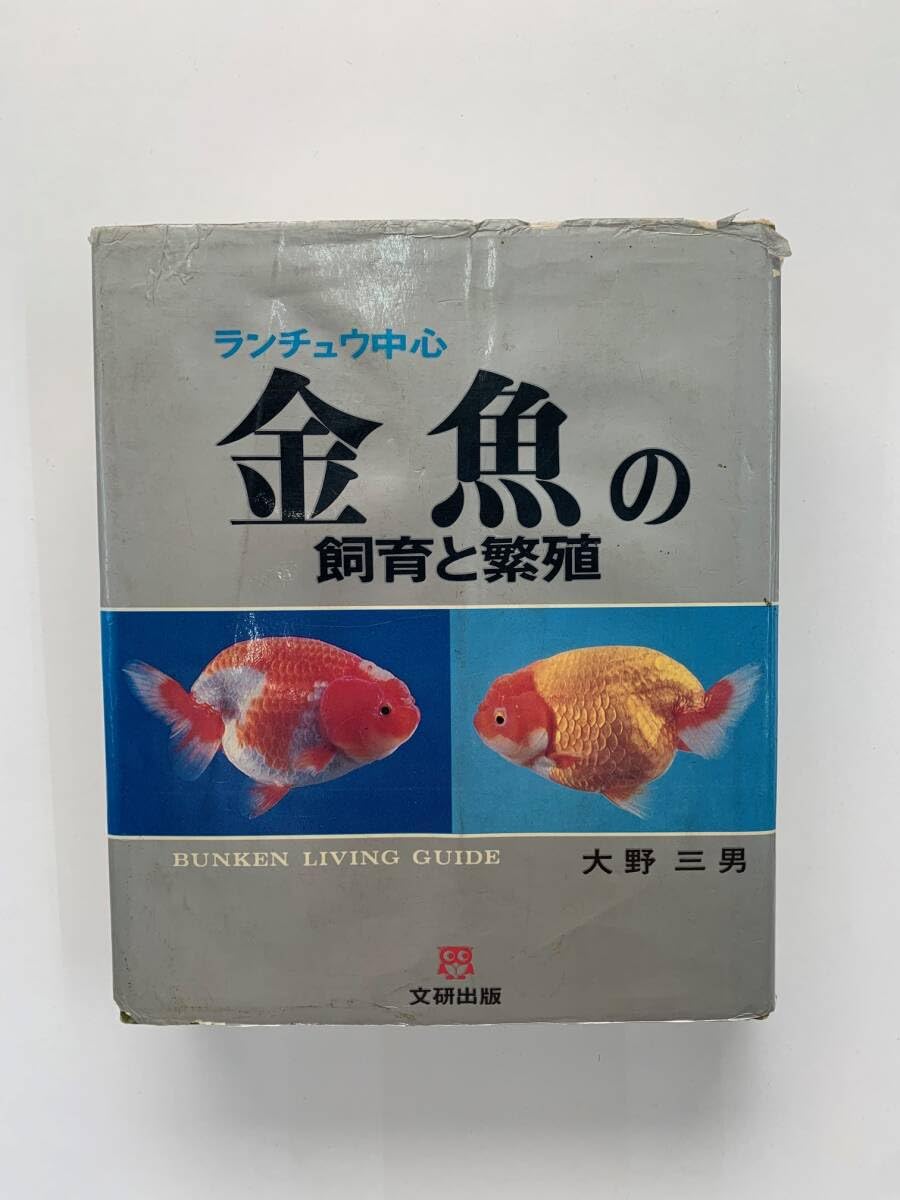 ランチュウ中心
金魚の
飼育と繁殖
BUNKEN LIVING GUIDE
大野三男
文研出版